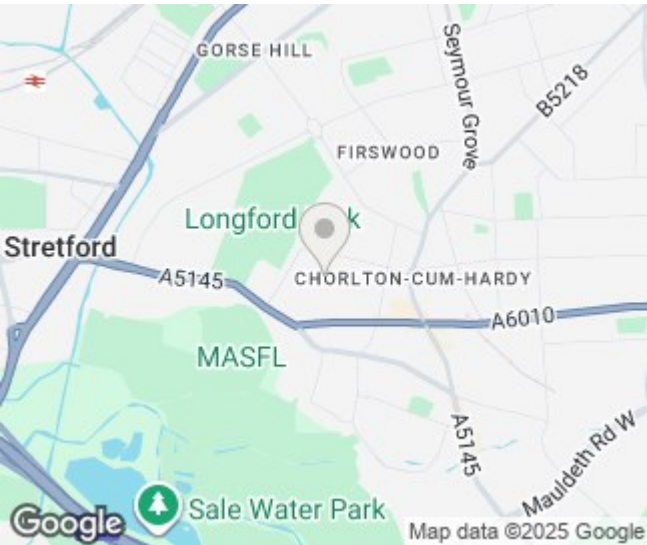 GORSE HILL
Seymour Grove
B5218
FIRSWOOD
Longford k
Stretford
A5145
CHORLTON-CUM-HARDY
A6010
MASFL
A5145
Mauldeth Rd W
Sale Water Park
Google
Map data ©2025 Google